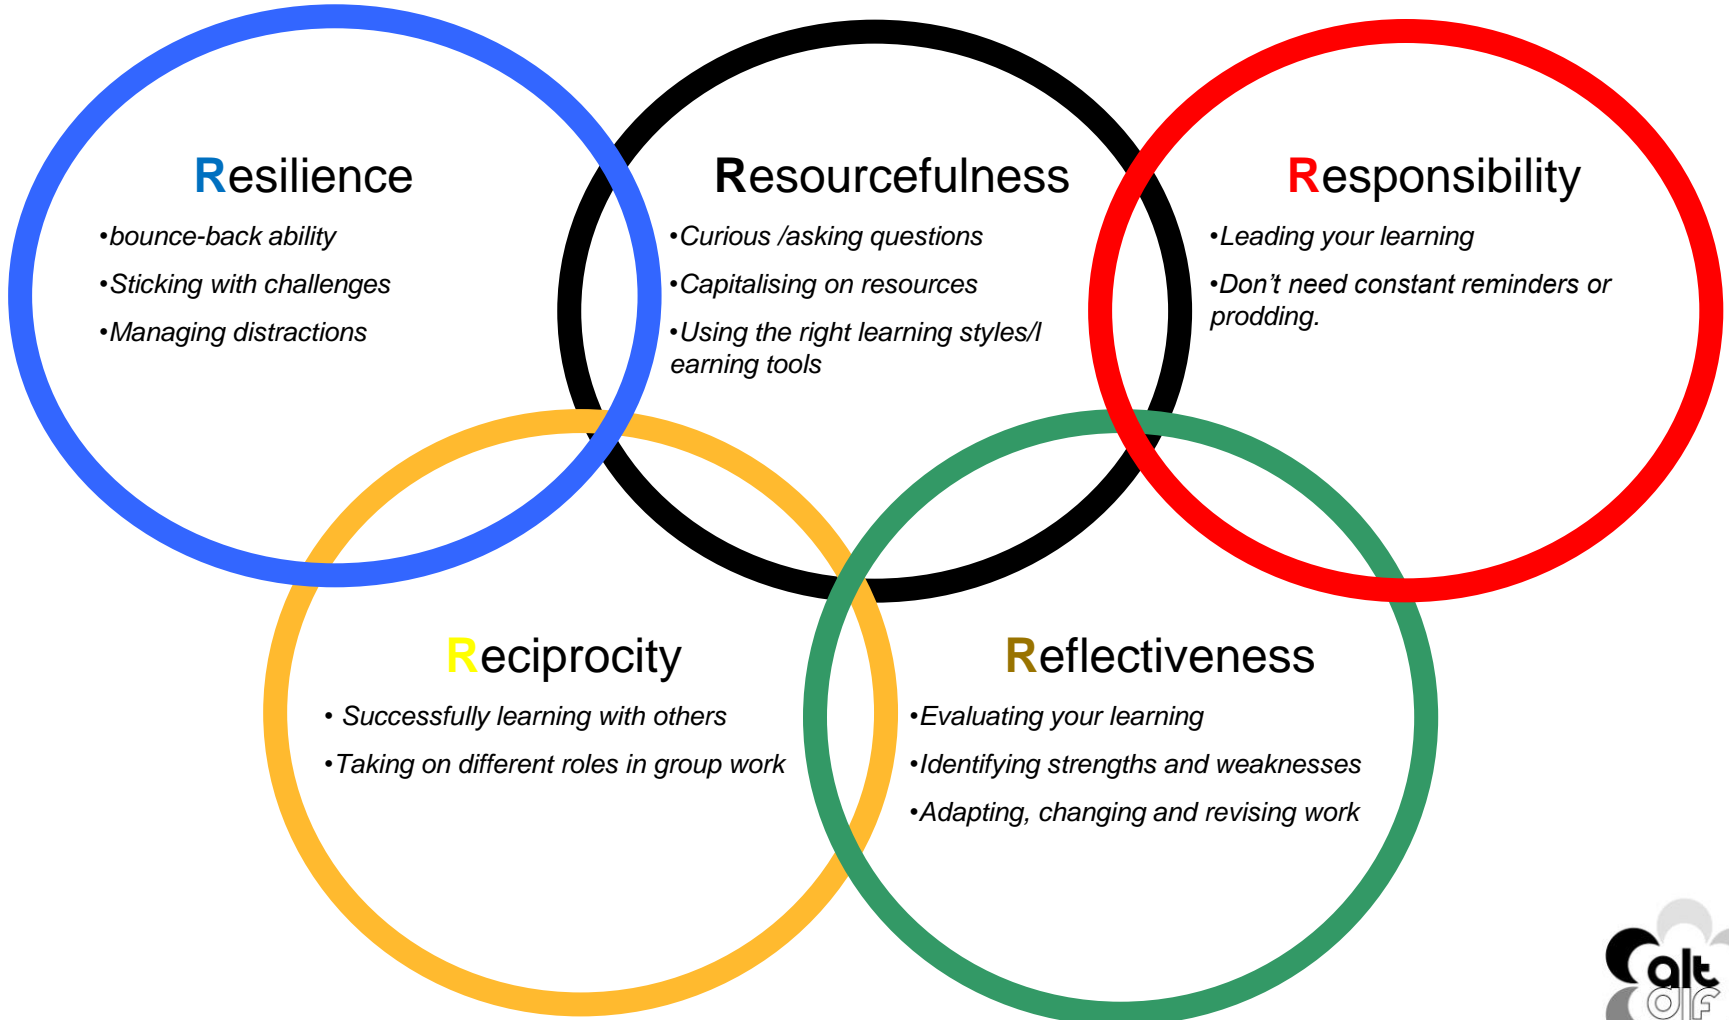 Resilience
•bounce-back ability
•Sticking with challenges
•Managing distractions
Resourcefulness
•Curious /asking questions
•Capitalising on resources
•Using the right learning styles/l
earning tools
Responsibility
•Leading your learning
•Don’t need constant reminders or
prodding.
Reciprocity
• Successfully learning with others
•Taking on different roles in group work
Reflectiveness
•Evaluating your learning
•Identifying strengths and weaknesses
•Adapting, changing and revising work
alt
dlf